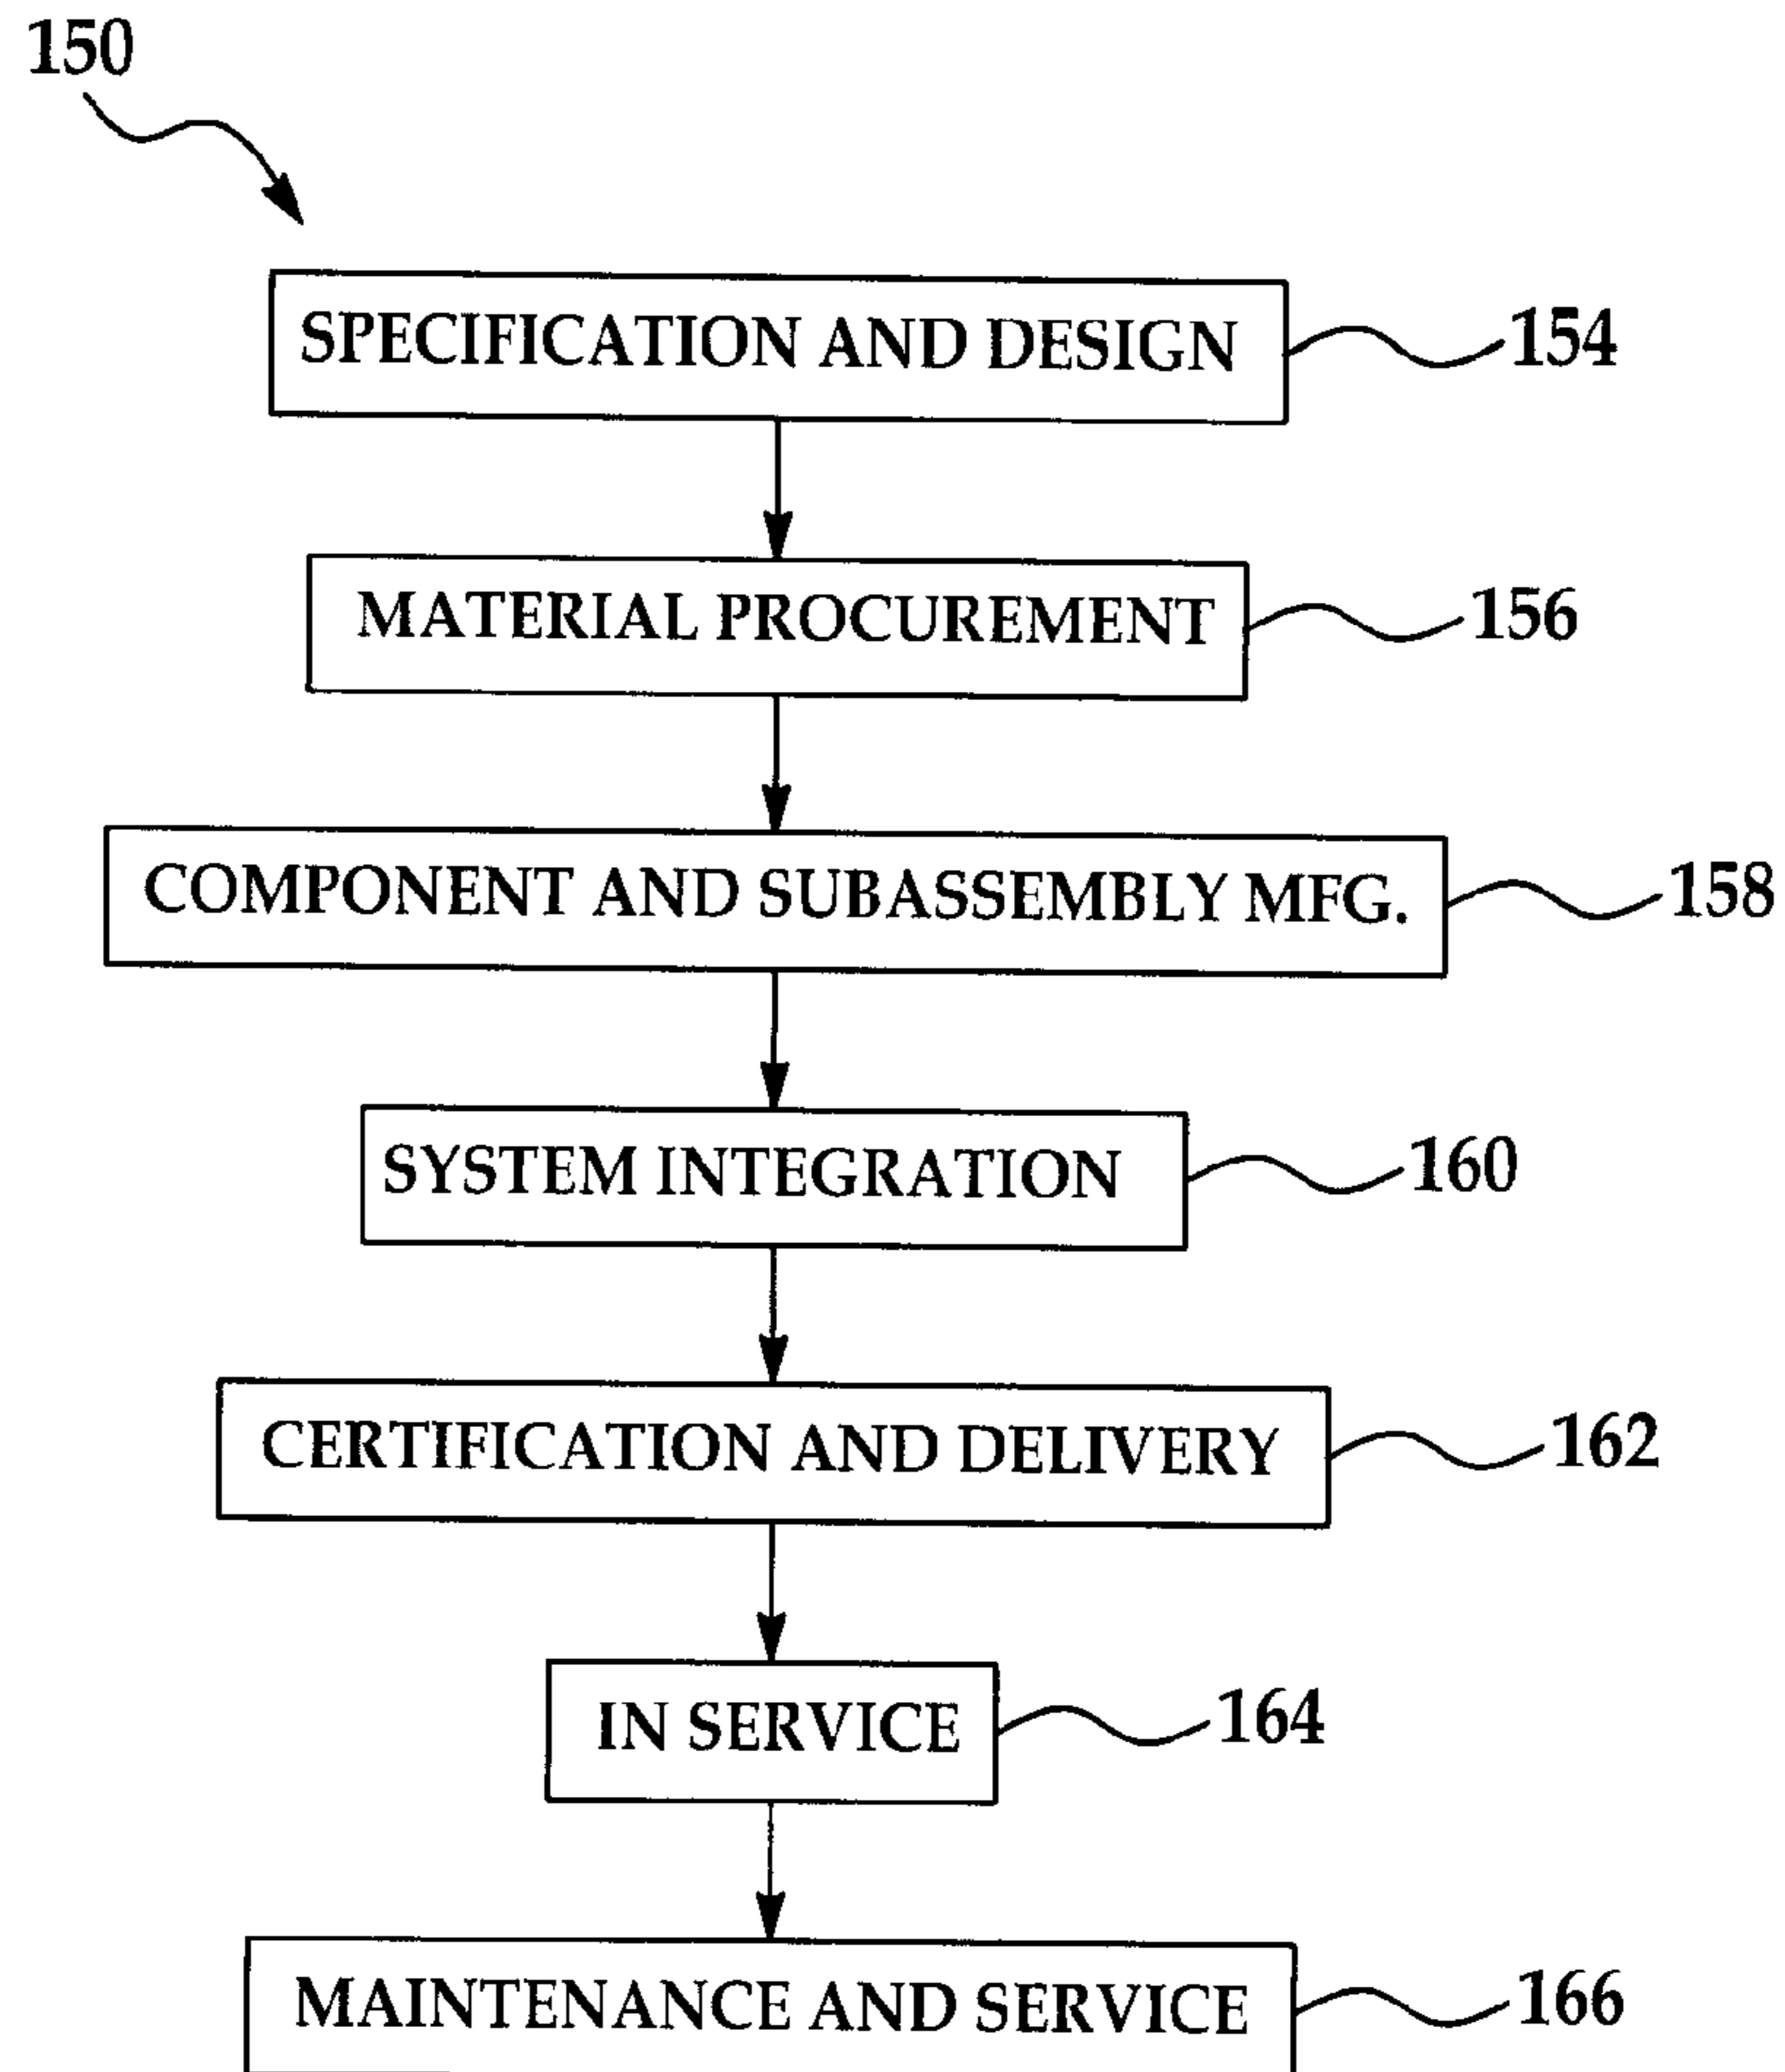 150
SPECIFICATION AND DESIGN 154
MATERIAL PROCUREMENT 156
COMPONENT AND SUBASSEMBLY MFG. 158
SYSTEM INTEGRATION 160
CERTIFICATION AND DELIVERY 162
IN SERVICE 164
MAINTENANCE AND SERVICE 166